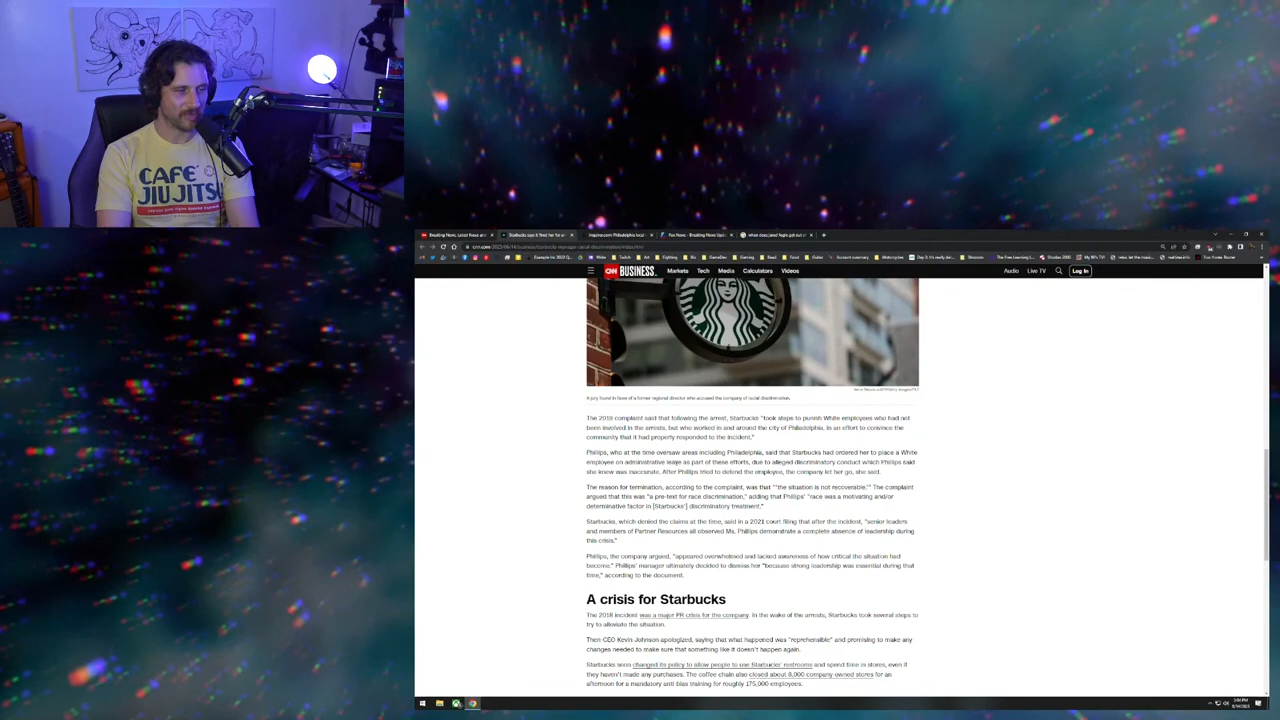 CAFE
JIUJITSU
Audio
Live TV
CNN BUSINESS
Markets
Tech
Media
Calculators
Videos
Log In
A jury found in favor of a former regional director who accused the company of racial discrimination.
The 2019 complaint said that following the arrest, Starbucks "took steps to punish White employees who had not
been involved in the arrests, but who worked in and around the city of Philadelphia, in an effort to convince the
community that it had properly responded to the incident."
Phillips, who at the time oversaw areas including Philadelphia, said that Starbucks had ordered her to place a White
employee on administrative leave as part of these efforts, due to alleged discriminatory conduct which Phillips said
she knew was inaccurate. After Phillips tried to defend the employee, the company let her go, she said.
The reason for termination, according to the complaint, was that "'the situation is not recoverable.'" The complaint
argued that this was "a pre-text for race discrimination," adding that Phillips' "race was a motivating and/or
determinative factor in [Starbucks'] discriminatory treatment."
Starbucks, which denied the claims at the time, said in a 2021 court filing that after the incident, "senior leaders
and members of Partner Resources all observed Ms. Phillips demonstrate a complete absence of leadership during
this crisis."
Phillips, the company argued, "appeared overwhelmed and lacked awareness of how critical the situation had
become." Phillips' manager ultimately decided to dismiss her "because strong leadership was essential during that
time," according to the document.
A crisis for Starbucks
The 2018 incident was a major PR crisis for the company. In the wake of the arrests, Starbucks took several steps to
try to alleviate the situation.
Then CEO Kevin Johnson apologized, saying that what happened was "reprehensible" and promising to make any
changes needed to make sure that something like it doesn't happen again.
Starbucks soon changed its policy to allow people to use Starbucks' restrooms and spend time in stores, even if
they haven't made any purchases. The coffee chain also closed about 8,000 company owned stores for an
afternoon for a mandatory anti-bias training for roughly 175,000 employees.